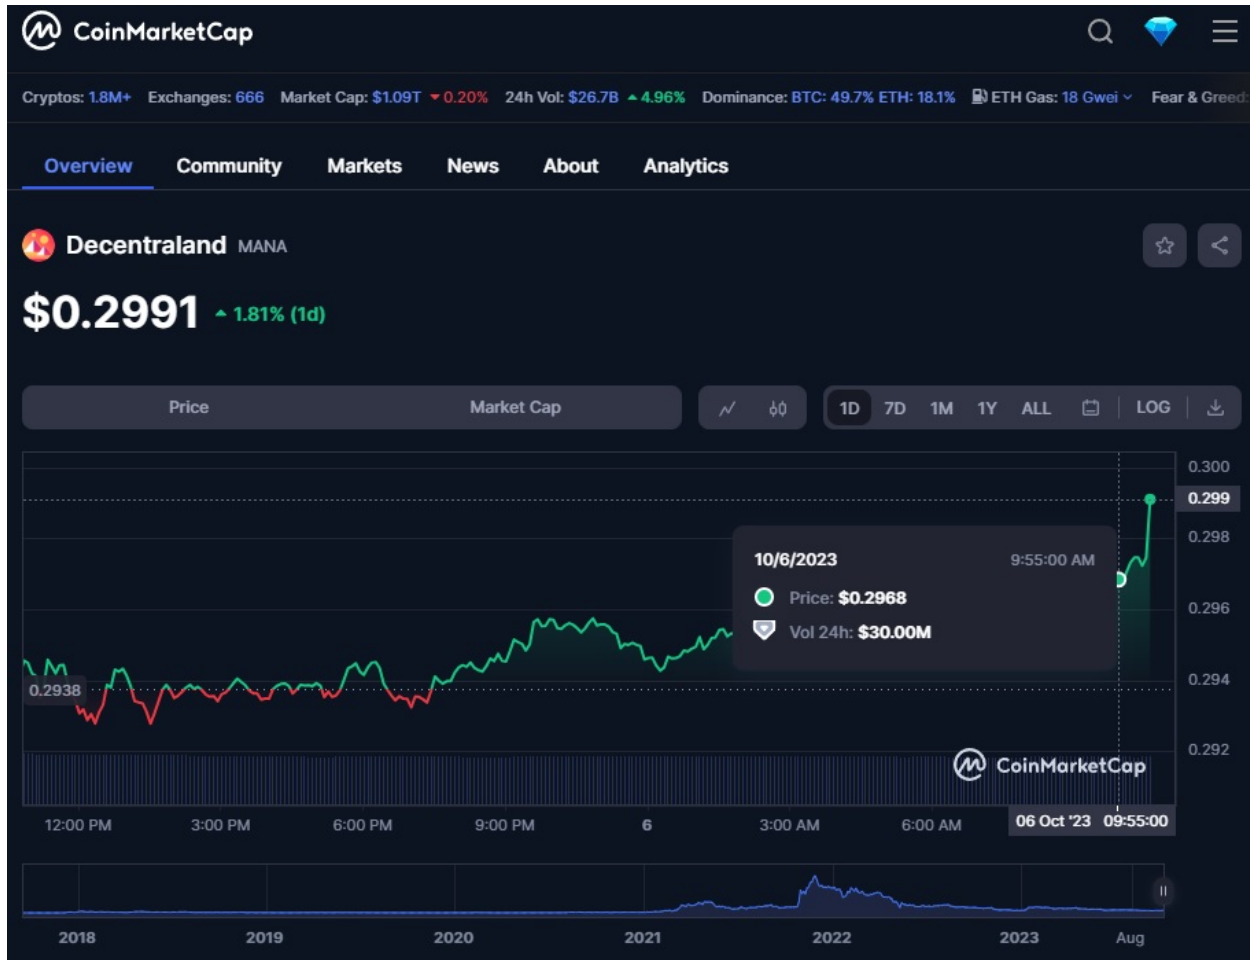 CoinMarketCap
Cryptos: 1.8M+ Exchanges: 666 Market Cap: $1.09T 0.20% 24h Vol: $26.7B 4.96% Dominance: BTC: 49.7% ETH: 18.1% ETH Gas: 18 Gwei Fear & Greed:
Overview Community Markets News About Analytics
Decentraland MANA
$0.2991 1.81% (1d)
Price Market Cap 1D 7D 1M 1Y ALL LOG
0.300
0.299
0.298
10/6/2023 9:55:00 AM
Price: $0.2968
Vol 24h: $30.00M
0.296
0.294
0.2938
0.292
CoinMarketCap
12:00 PM 3:00 PM 6:00 PM 9:00 PM 6 3:00 AM 6:00 AM 06 Oct '23 09:55:00
2018 2019 2020 2021 2022 2023 Aug